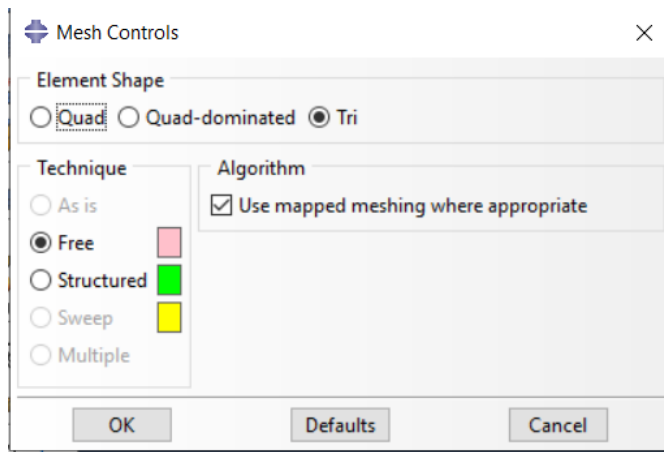 Mesh Controls
Element Shape
Quad Quad-dominated Tri
Technique
As is
Free
Structured
Sweep
Multiple
Algorithm
Use mapped meshing where appropriate
OK Defaults Cancel